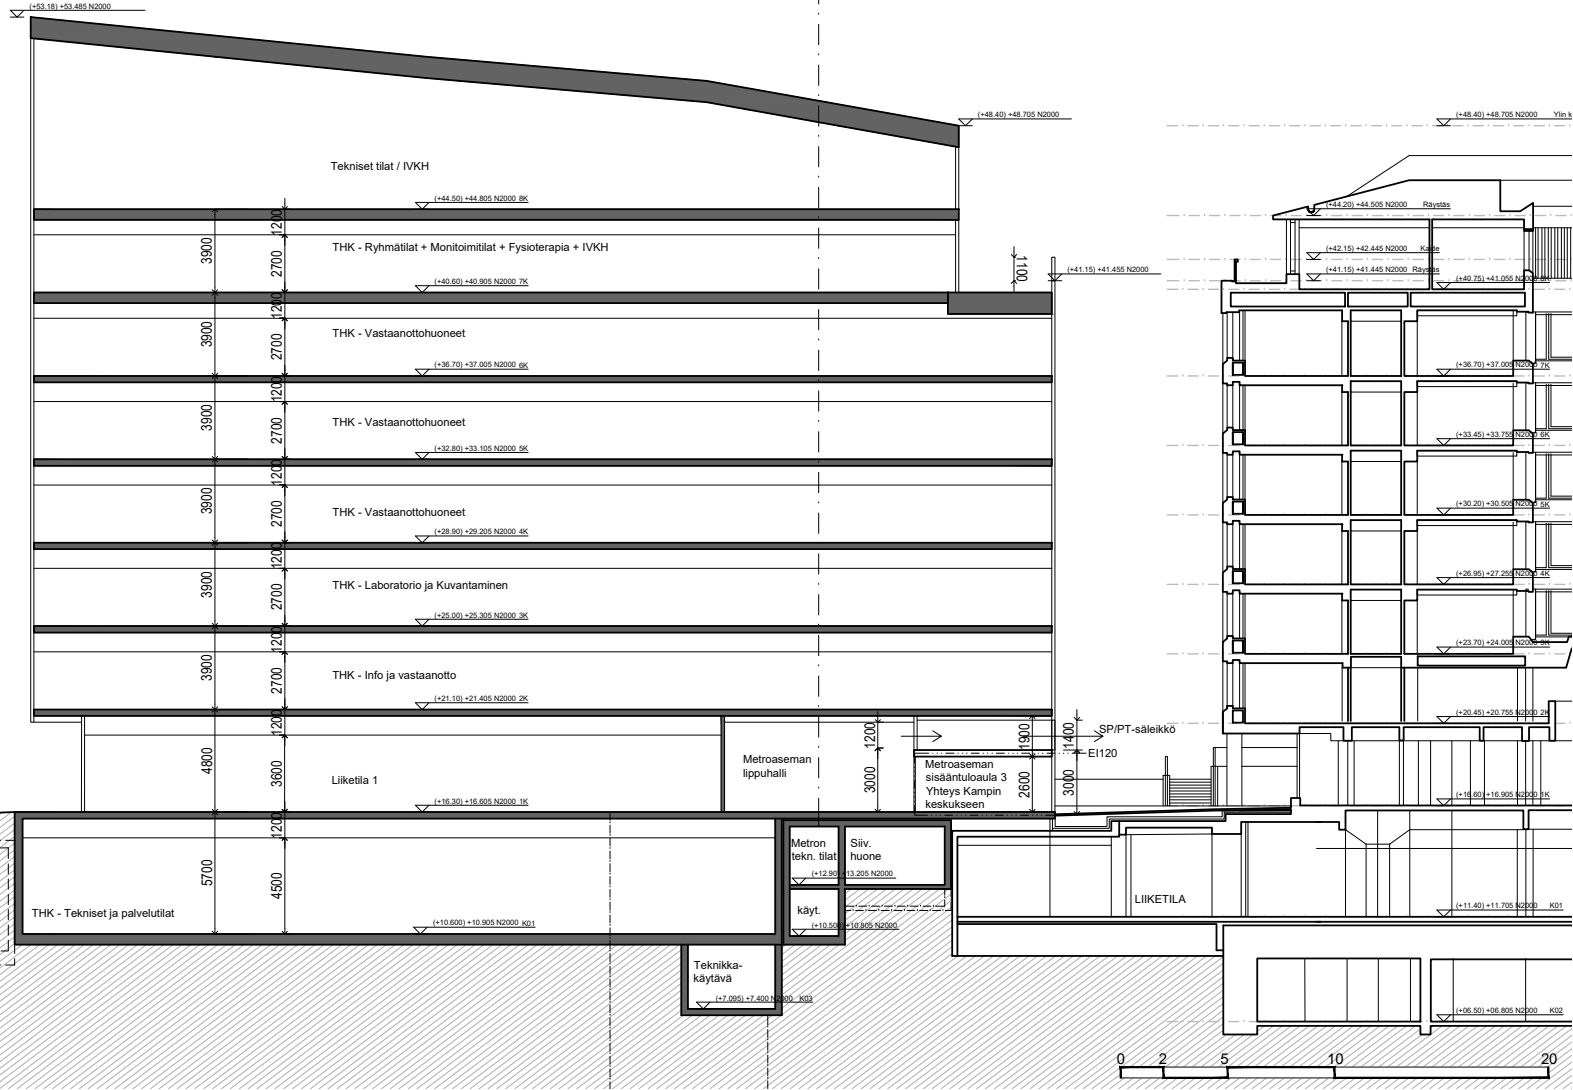 (+53.18) +53.485 N2000
(+48.40) +48.705 N2000
(+48.40) +48.705 N2000 Ylin k
Tekniset tilat / IVKH
(+44.50) +44.805 N2000 8K
(+44.20) +44.505 N2000 Räystäs
1200
3900
THK - Ryhmätilat + Monitoimitilat + Fysioterapia + IVKH
2700
(+42.15) +42.445 N2000 Kaide
1100
(+41.15) +41.455 N2000
(+41.15) +41.445 N2000 Räystäs
(+40.60) +40.905 N2000 7K
(+40.75) +41.055 N2000 8K
1200
3900
THK - Vastaanottohuoneet
2700
(+36.70) +37.005 N2000 6K
(+36.70) +37.005 N2000 7K
1200
3900
THK - Vastaanottohuoneet
2700
(+32.80) +33.105 N2000 5K
(+33.45) +33.755 N2000 6K
1200
3900
THK - Vastaanottohuoneet
2700
(+28.90) +29.205 N2000 4K
(+30.20) +30.505 N2000 5K
1200
3900
THK - Laboratorio ja Kuvantaminen
2700
(+25.00) +25.305 N2000 3K
(+26.95) +27.255 N2000 4K
1200
3900
THK - Info ja vastaanotto
2700
(+21.10) +21.405 N2000 2K
(+23.70) +24.005 N2000 3K
(+20.45) +20.755 N2000 2K
1200
4800
3600
Liiketila 1
Metroaseman
lippuhalli
1200
3000
1900
1400
SP/PT-säleikkö
EI120
Metroaseman
sisääntuloaula 3
Yhteys Kampin
keskukseen
2600
3000
(+16.30) +16.605 N2000 1K
(+16.60) +16.905 N2000 1K
1200
5700
4500
Metron
tekn. tilat
Siiv.
huone
(+12.90) +13.205 N2000
THK - Tekniset ja palvelutilat
käyt.
LIIKETILA
(+11.40) +11.705 N2000 K01
(+10.600) +10.905 N2000 K01
(+10.500) +10.805 N2000
Teknikka-
käytävä
(+7.095) +7.400 N2000 K03
(+06.50) +06.805 N2000 K02
0 2 5 10 20